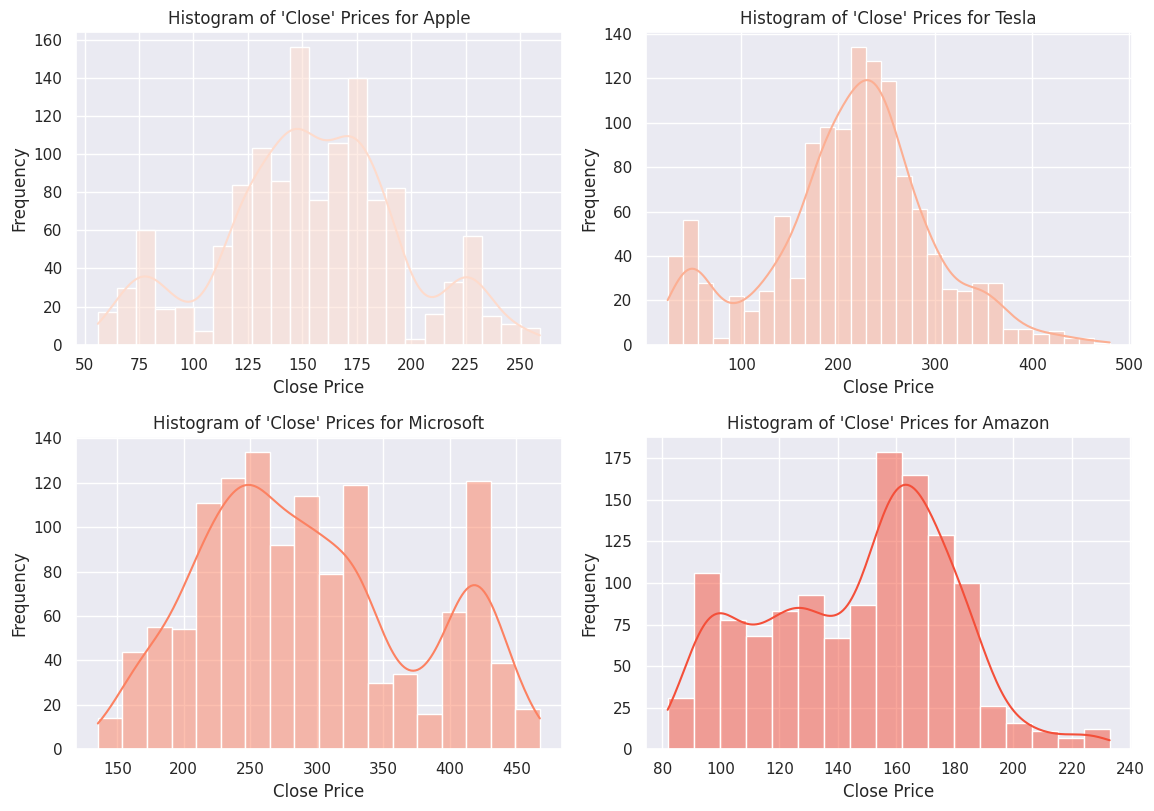 Histogram of 'Close' Prices for Apple
Frequency
160
140
120
100
80
60
40
20
0
50 75 100 125 150 175 200 225 250
Close Price
Histogram of 'Close' Prices for Tesla
Frequency
140
120
100
80
60
40
20
0
100 200 300 400 500
Close Price
Histogram of 'Close' Prices for Microsoft
Frequency
140
120
100
80
60
40
20
0
150 200 250 300 350 400 450
Close Price
Histogram of 'Close' Prices for Amazon
Frequency
175
150
125
100
75
50
25
0
80 100 120 140 160 180 200 220 240
Close Price